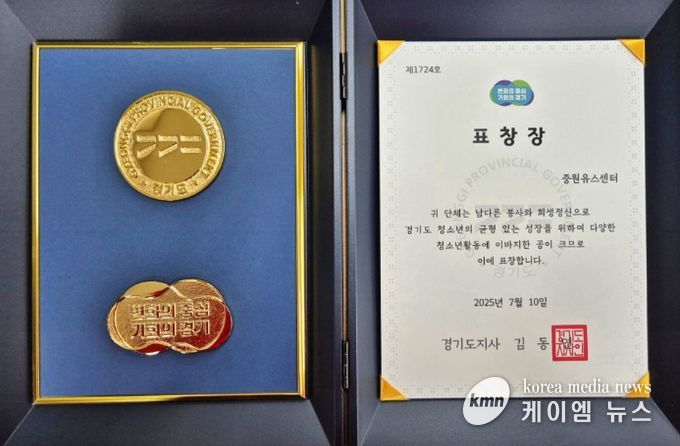 GYEONGGI PROVINCIAL GOVERNMENT
경기도
변화의 중심
기회의 경기
제1724호
변화의 중심
기회의 경기
표창장
중원유스센터
귀 단체는 남다른 봉사와 희생정신으로
경기도 청소년의 균형 있는 성장을 위하여 다양한
청소년활동에 이바지한 공이 크므로
이에 표창합니다.
2025년 7월 10일
경기도지사 김동연
kmn
korea media news
케이엠 뉴스